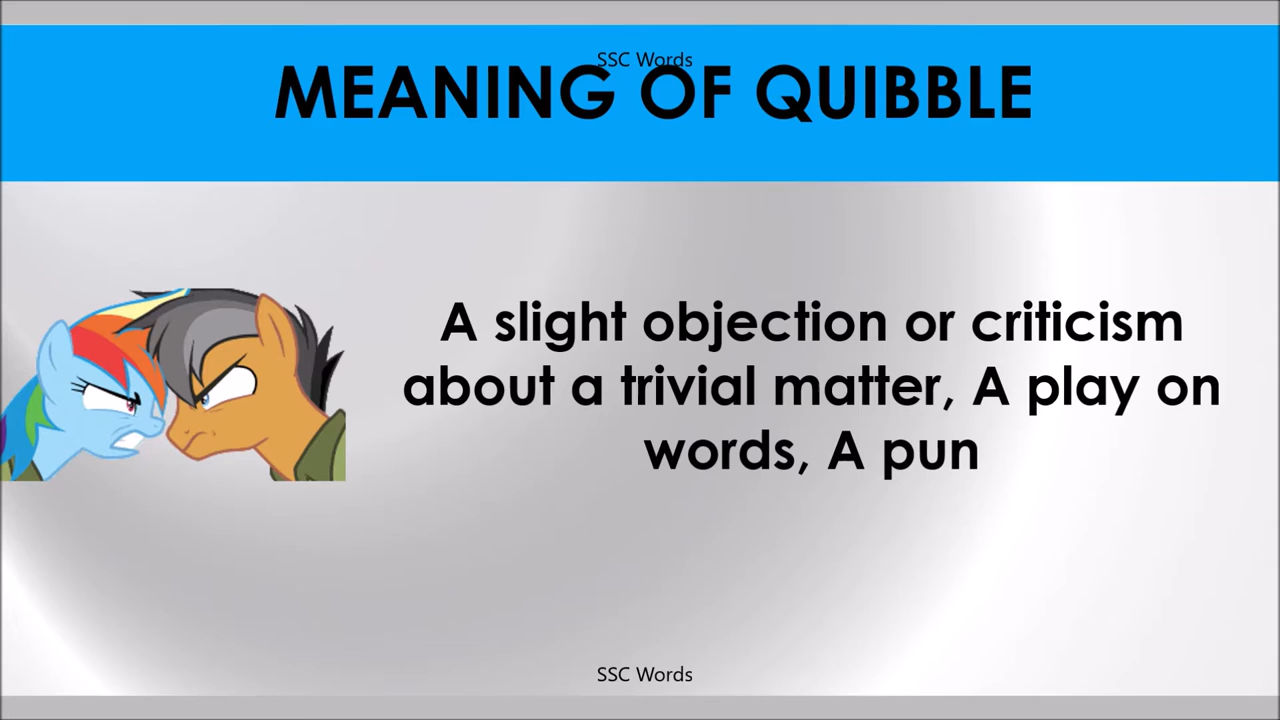 SSC Words
MEANING OF QUIBBLE
A slight objection or criticism
about a trivial matter, A play on
words, A pun
SSC Words